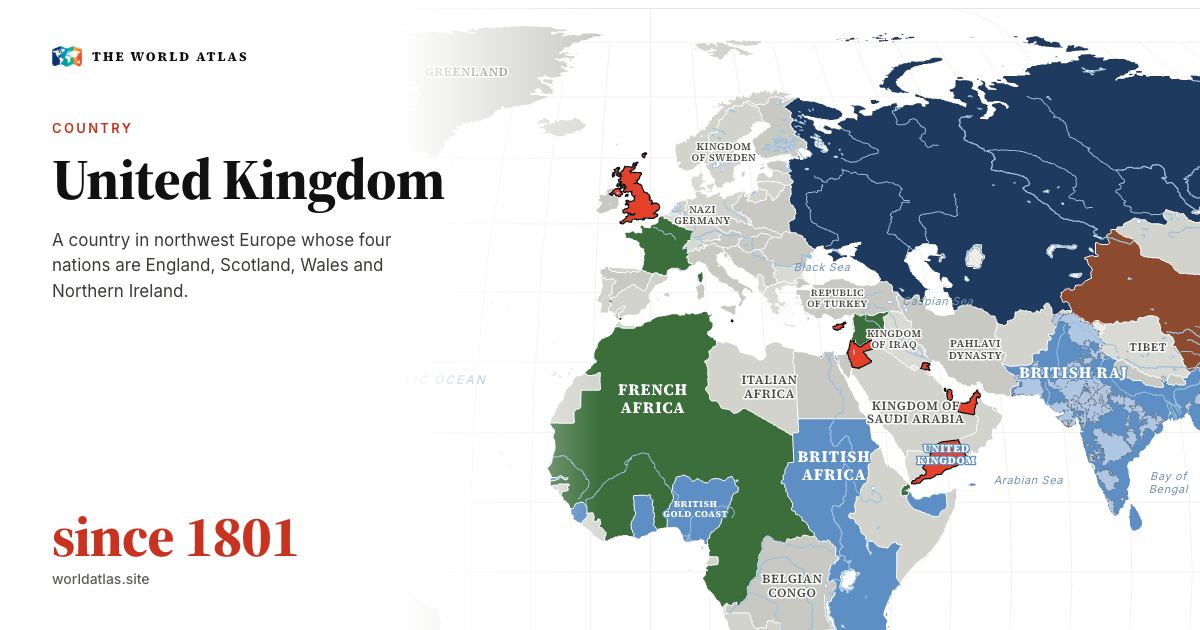 THE WORLD ATLAS
COUNTRY
United Kingdom
A country in northwest Europe whose four
nations are England, Scotland, Wales and
Northern Ireland.
since 1801
worldatlas.site
GREENLAND
KINGDOM
OF SWEDEN
NAZI
GERMANY
Black Sea
REPUBLIC
OF TURKEY
Caspian Sea
KINGDOM
OF IRAQ
PAHLAVI
DYNASTY
TIBET
BRITISH RAJ
IC OCEAN
FRENCH
AFRICA
ITALIAN
AFRICA
KINGDOM OF
SAUDI ARABIA
UNITED
KINGDOM
BRITISH
AFRICA
Arabian Sea
Bay of
Bengal
BRITISH
GOLD COAST
BELGIAN
CONGO